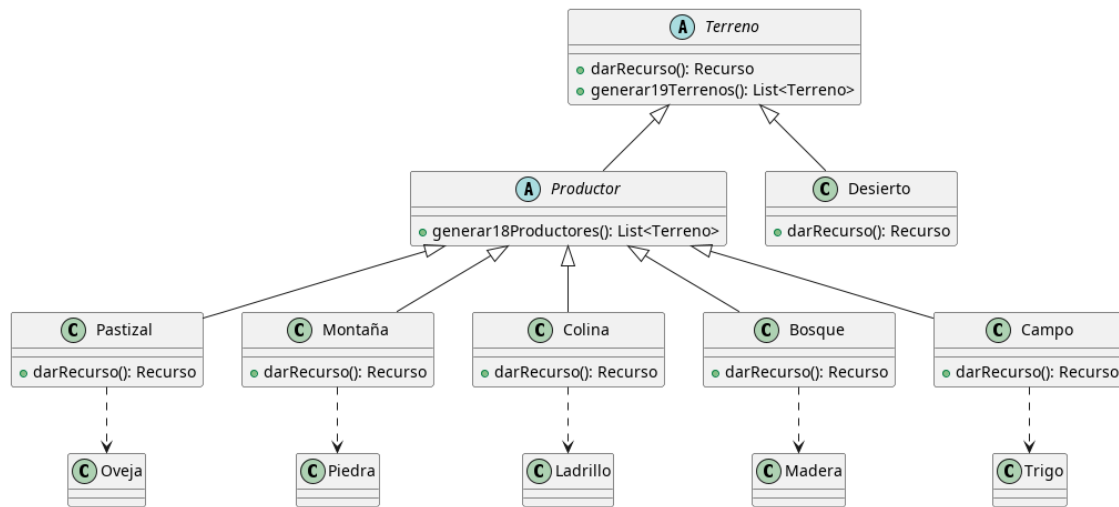 A Terreno
darRecurso(): Recurso
generar19Terrenos(): List<Terreno>
A Productor
generar18Productores(): List<Terreno>
C Desierto
darRecurso(): Recurso
C Pastizal
darRecurso(): Recurso
C Montaña
darRecurso(): Recurso
C Colina
darRecurso(): Recurso
C Bosque
darRecurso(): Recurso
C Campo
darRecurso(): Recurso
C Oveja
C Piedra
C Ladrillo
C Madera
C Trigo